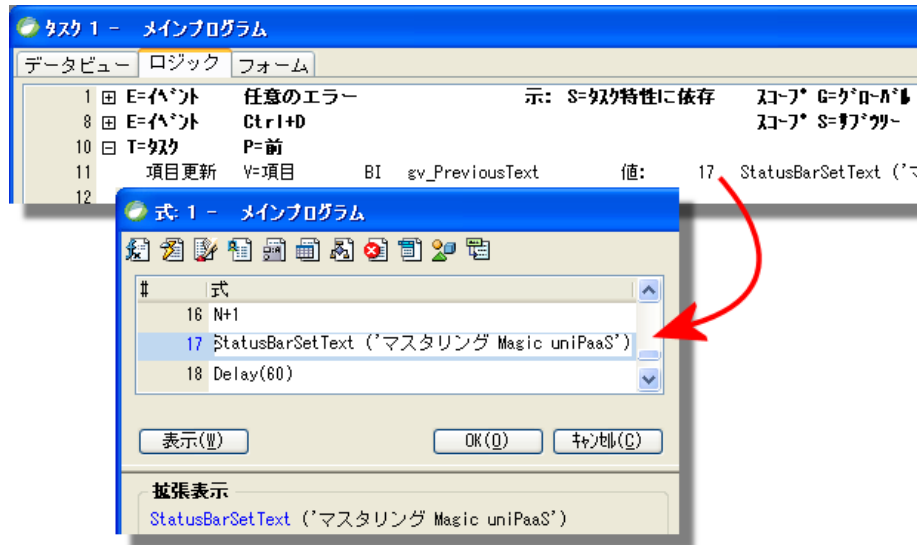 タスク 1 - メインプログラム
データビュー ロジック フォーム
1 E=イベント 任意のエラー 示: S=タスク特性に依存 スコープ G=グローバル
8 E=イベント Ctrl+D スコープ S=サブツリー
10 T=タスク P=前
11 項目更新 V=項目 BI gv_PreviousText 値: 17 StatusBarSetText ('マ
12
式: 1 - メインプログラム
# 式
16 N+1
17 StatusBarSetText ('マスタリング Magic uniPaaS')
18 Delay(60)
表示(W) OK(O) キャンセル(C)
拡張表示
StatusBarSetText ('マスタリング Magic uniPaaS')